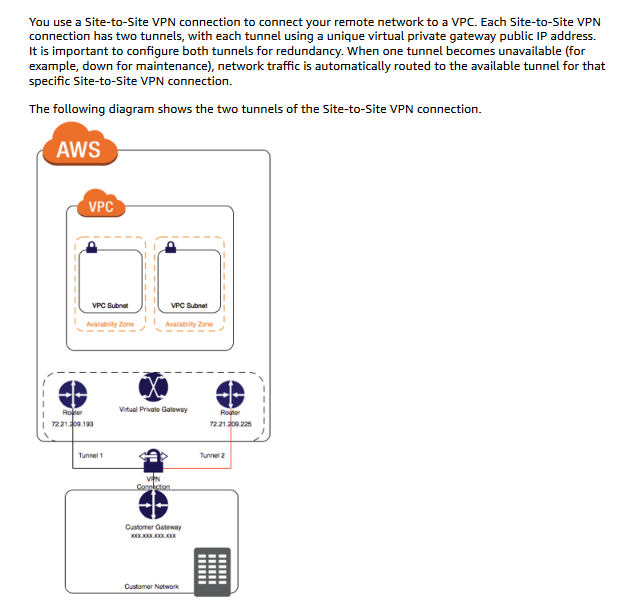 You use a Site-to-Site VPN connection to connect your remote network to a VPC. Each Site-to-Site VPN
connection has two tunnels, with each tunnel using a unique virtual private gateway public IP address.
It is important to configure both tunnels for redundancy. When one tunnel becomes unavailable (for
example, down for maintenance), network traffic is automatically routed to the available tunnel for that
specific Site-to-Site VPN connection.
The following diagram shows the two tunnels of the Site-to-Site VPN connection.
AWS
VPC
VPC Subnet
VPC Subnet
Availability Zone
Availability Zone
Router
Virtual Private Gateway
Router
72.21.209.193
72.21.209.225
Tunnel 1
Tunnel 2
VPN
Connection
Customer Gateway
XXX.XXX.XXX.XXX
Customer Network